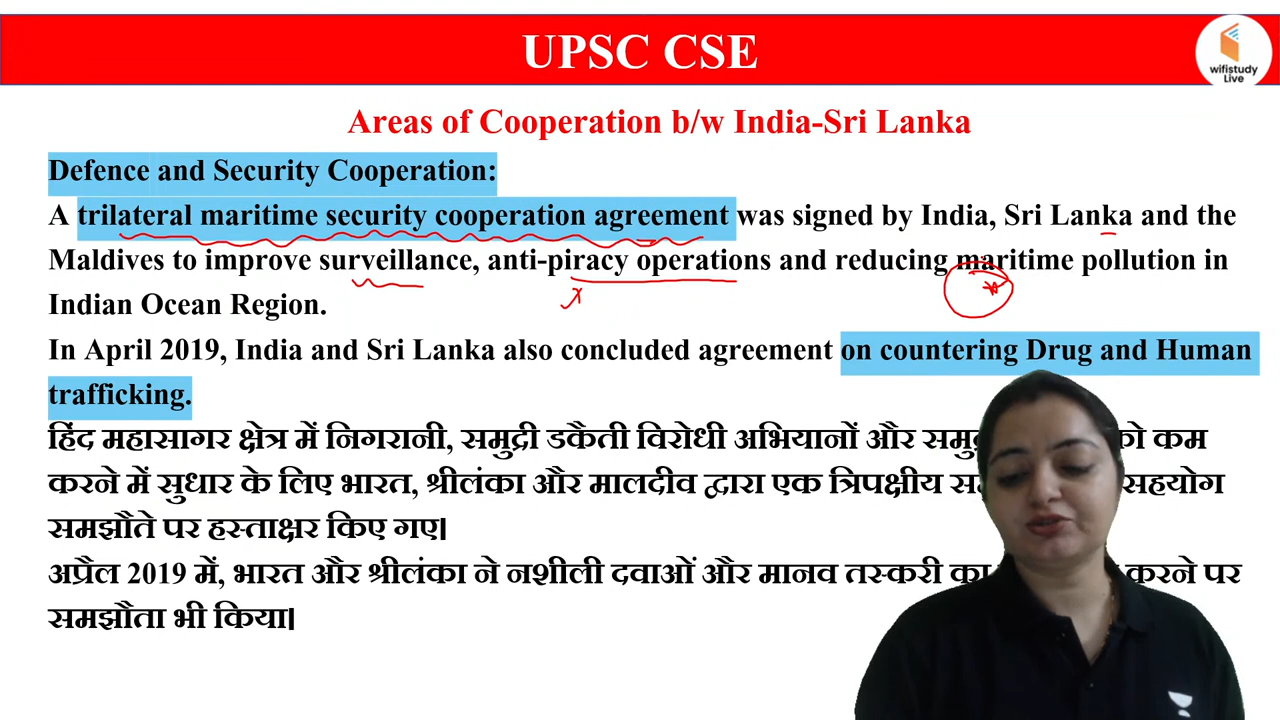 UPSC CSE
wifistudy
Live
Areas of Cooperation b/w India-Sri Lanka
Defence and Security Cooperation:
A trilateral maritime security cooperation agreement was signed by India, Sri Lanka and the
Maldives to improve surveillance, anti-piracy operations and reducing maritime pollution in
Indian Ocean Region.
In April 2019, India and Sri Lanka also concluded agreement on countering Drug and Human
trafficking.
हिंद महासागर क्षेत्र में निगरानी, समुद्री डकैती विरोधी अभियानों और को कम
करने में सुधार के लिए भारत, श्रीलंका और मालदीव द्वारा एक त्रिपक्षीय सहयोग
समझौते पर हस्ताक्षर किए गए।
अप्रैल 2019 में, भारत और श्रीलंका ने नशीली दवाओं और मानव तस्करी का करने पर
समझौता भी किया।